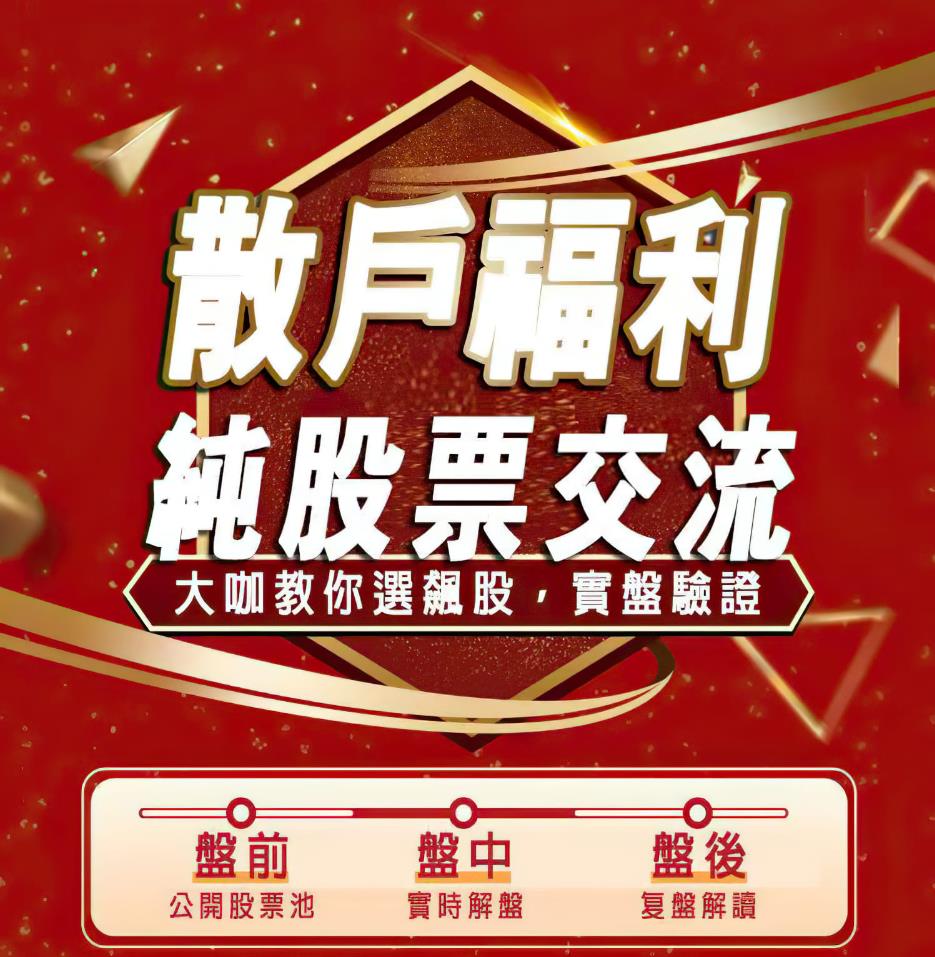 散戶福利
純股票交流
大咖教你選飆股，實盤驗證
盤前 盤中 盤後
公開股票池 實時解盤 复盤解讀